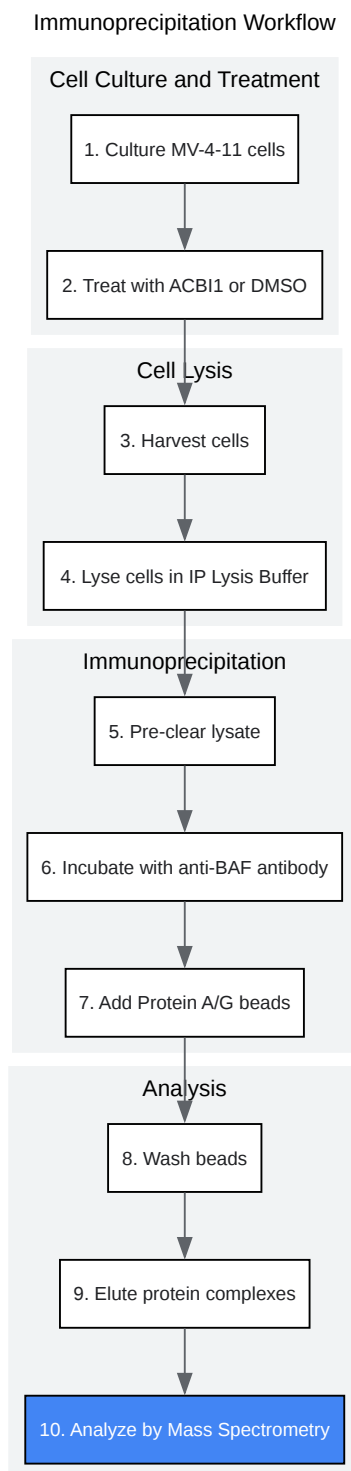 Immunoprecipitation Workflow
Cell Culture and Treatment
1. Culture MV-4-11 cells
2. Treat with ACBI1 or DMSO
Cell Lysis
3. Harvest cells
4. Lyse cells in IP Lysis Buffer
Immunoprecipitation
5. Pre-clear lysate
6. Incubate with anti-BAF antibody
7. Add Protein A/G beads
Analysis
8. Wash beads
9. Elute protein complexes
10. Analyze by Mass Spectrometry